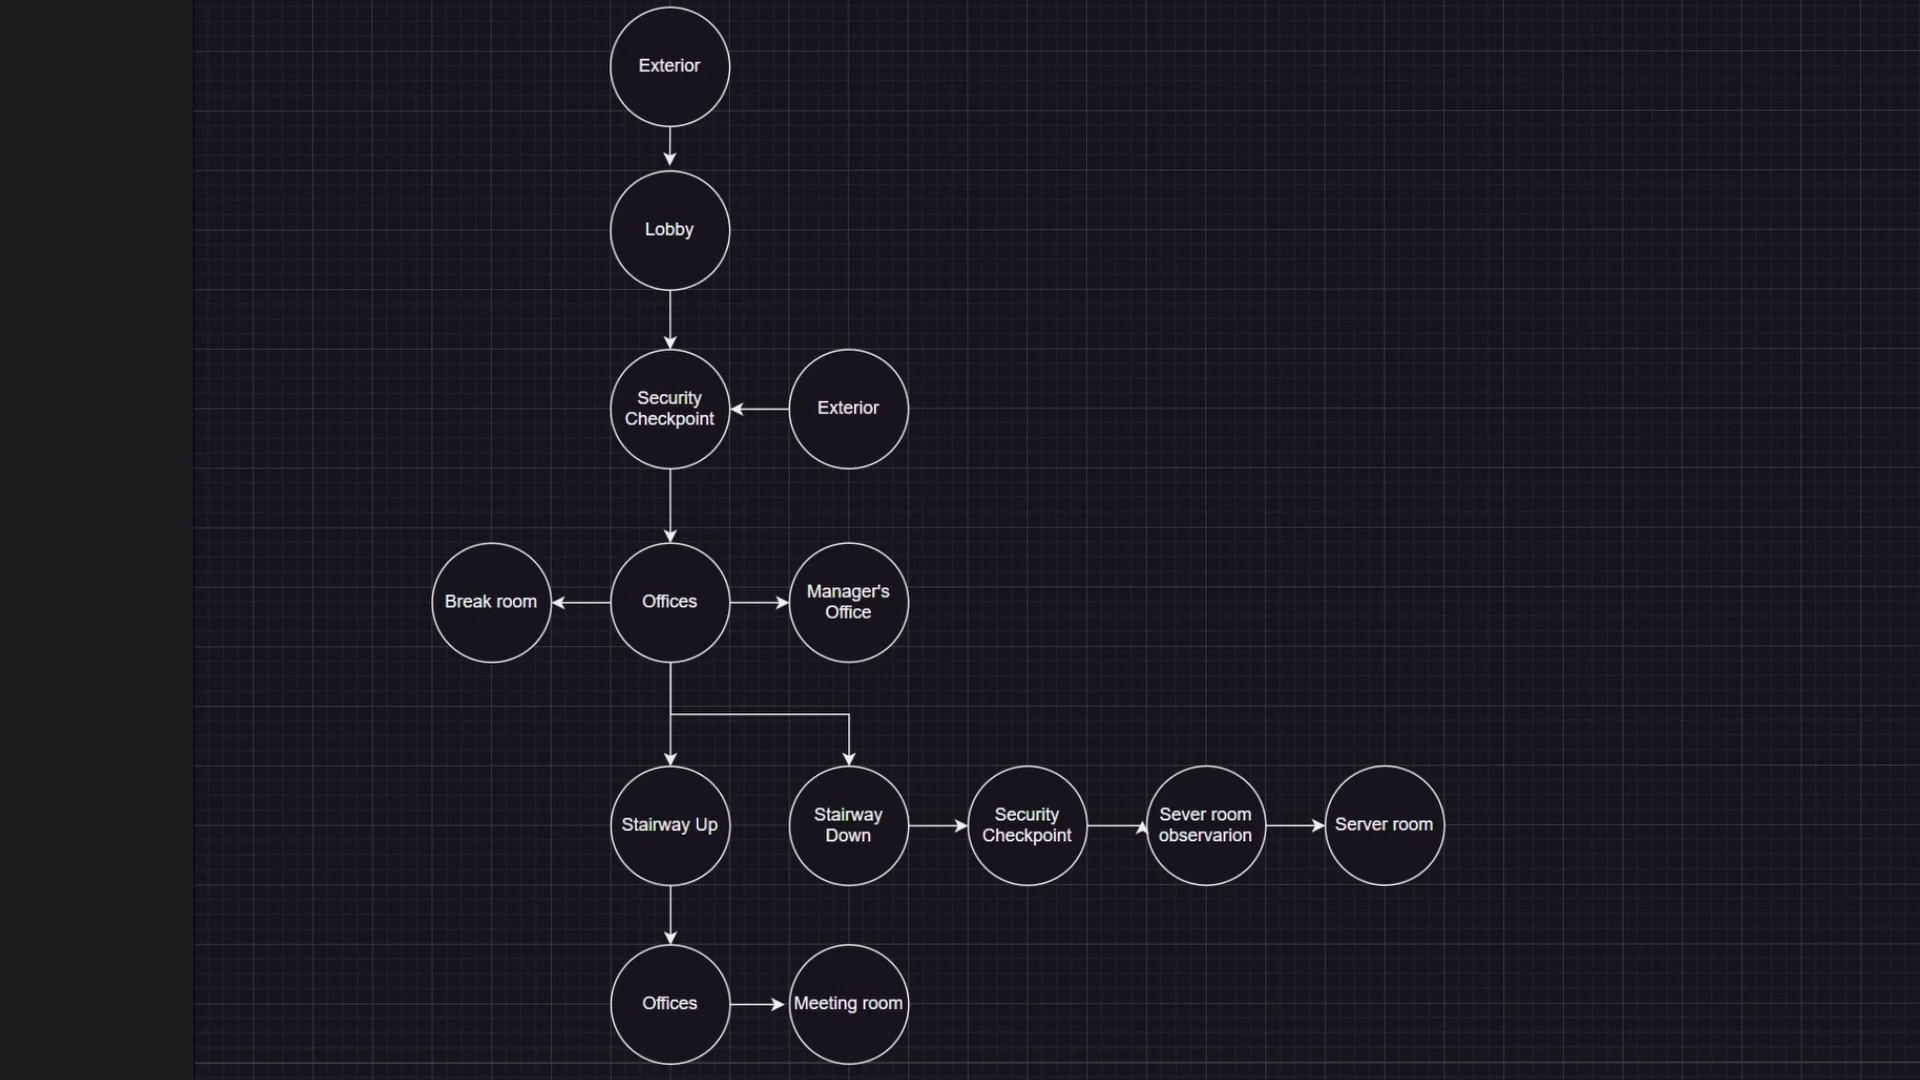 Exterior
Lobby
Security
Checkpoint
Exterior
Break room
Offices
Manager's
Office
Stairway Up
Stairway
Down
Security
Checkpoint
Sever room
observarion
Server room
Offices
Meeting room